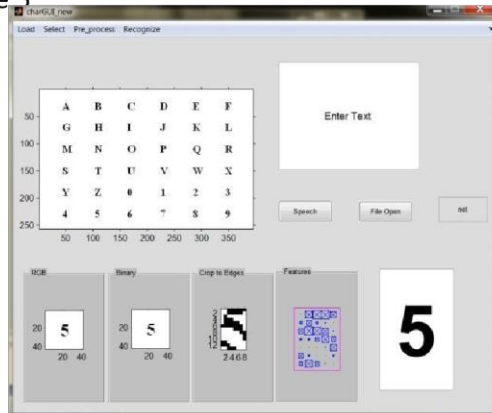 charGUI_new
Load Select Pre_process Recognize
A B C D E F
G H I J K L
M N O P Q R
S T U V W X
Y Z 0 1 2 3
4 5 6 7 8 9
50
100
150
200
250
50 100 150 200 250 300 350
Enter Text
Speech File Open not
RGB Binary Crop to Edges Features
5
20
40
20 40
5
20
40
20 40
2 4 6 8
5